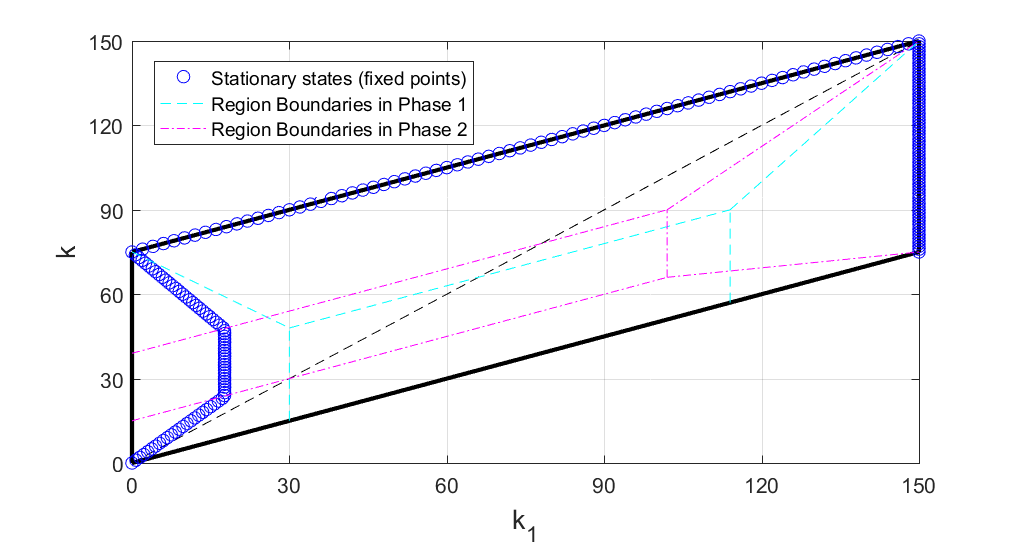 150
120
90
60
30
0
k
Stationary states (fixed points)
Region Boundaries in Phase 1
Region Boundaries in Phase 2
0 30 60 90 120 150
k1